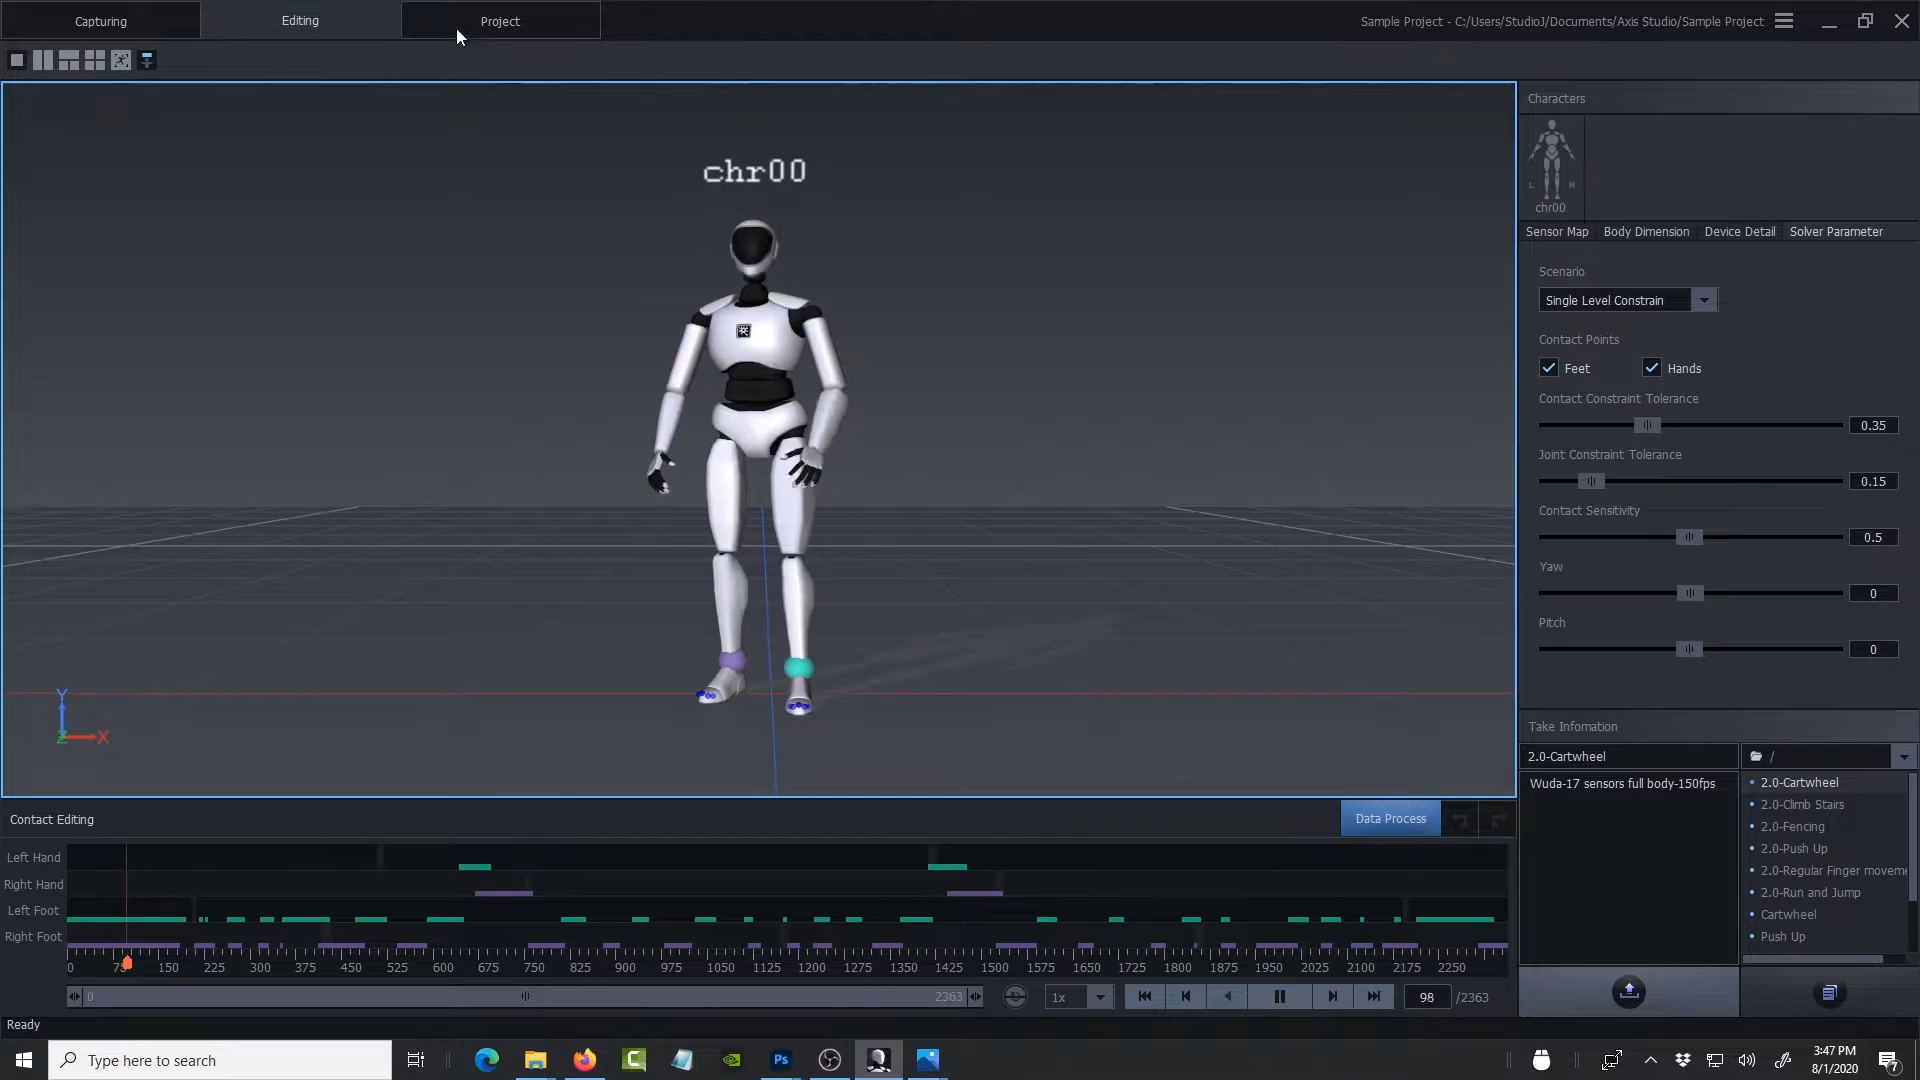 Capturing
Editing
Project
Sample Project - C:/Users/StudioJ/Documents/Axis Studio/Sample Project
chr00
Y
Z
X
Characters
L R
chr00
Sensor Map Body Dimension Device Detail Solver Parameter
Scenario
Single Level Constrain
Contact Points
Feet Hands
Contact Constraint Tolerance
0.35
Joint Constraint Tolerance
0.15
Contact Sensitivity
0.5
Yaw
0
Pitch
0
Take Infomation
2.0-Cartwheel
/
Wuda-17 sensors full body-150fps
2.0-Cartwheel
2.0-Climb Stairs
2.0-Fencing
2.0-Push Up
2.0-Regular Finger moveme
2.0-Run and Jump
Cartwheel
Push Up
Contact Editing
Data Process
Left Hand
Right Hand
Left Foot
Right Foot
0 75 150 225 300 375 450 525 600 675 750 825 900 975 1050 1125 1200 1275 1350 1425 1500 1575 1650 1725 1800 1875 1950 2025 2100 2175 2250
0 2363
1x
98 /2363
Ready
Type here to search
Ps
3:47 PM
8/1/2020
7